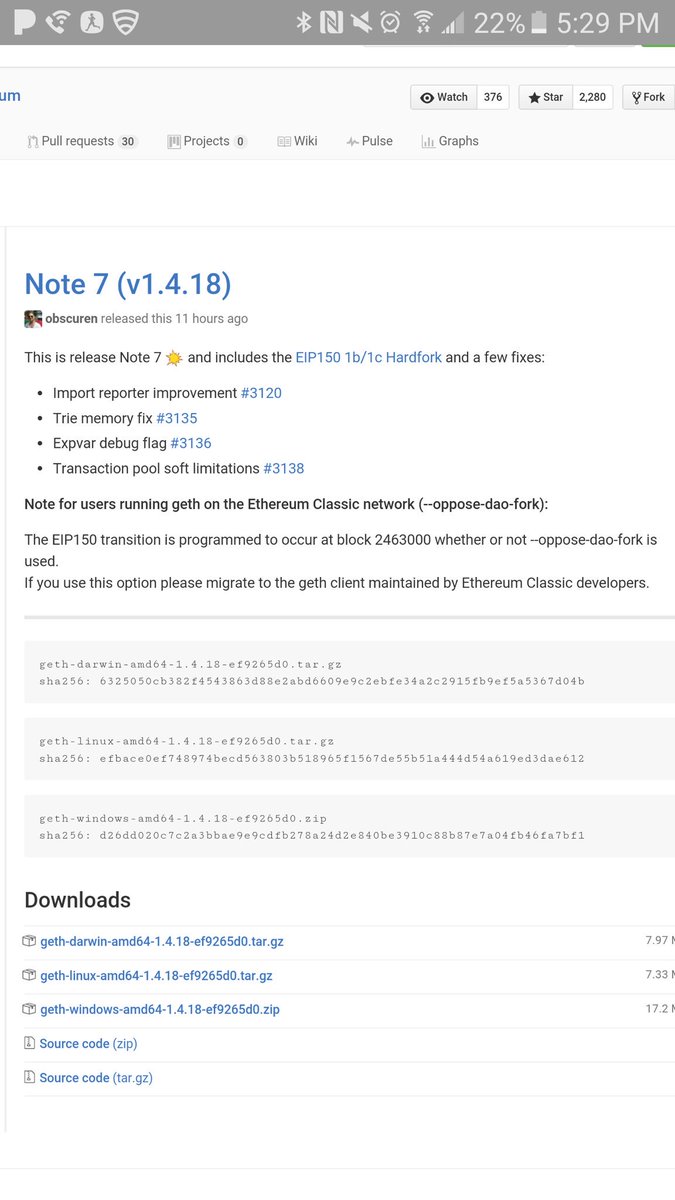 22% 5:29 PM
um
Watch 376 Star 2,280 Fork
Pull requests 30 Projects 0 Wiki Pulse Graphs
Note 7 (v1.4.18)
obscuren released this 11 hours ago
This is release Note 7 💥 and includes the EIP150 1b/1c Hardfork and a few fixes:
• Import reporter improvement #3120
• Trie memory fix #3135
• Expvar debug flag #3136
• Transaction pool soft limitations #3138
Note for users running geth on the Ethereum Classic network (--oppose-dao-fork):
The EIP150 transition is programmed to occur at block 2463000 whether or not --oppose-dao-fork is
used.
If you use this option please migrate to the geth client maintained by Ethereum Classic developers.
geth-darwin-amd64-1.4.18-ef9265d0.tar.gz
sha256: 6325050cb382f4543863d88e2abd6609e9c2ebfe34a2c2915fb9ef5a5367d04b
geth-linux-amd64-1.4.18-ef9265d0.tar.gz
sha256: efbace0ef748974becd563803b518965f1567de55b51a444d54a619ed3dae612
geth-windows-amd64-1.4.18-ef9265d0.zip
sha256: d26dd020c7c2a3bbae9e9cdfb278a24d2e840be3910c88b87e7a04fb46fa7bf1
Downloads
geth-darwin-amd64-1.4.18-ef9265d0.tar.gz 7.97 M
geth-linux-amd64-1.4.18-ef9265d0.tar.gz 7.33 M
geth-windows-amd64-1.4.18-ef9265d0.zip 17.2 M
Source code (zip)
Source code (tar.gz)